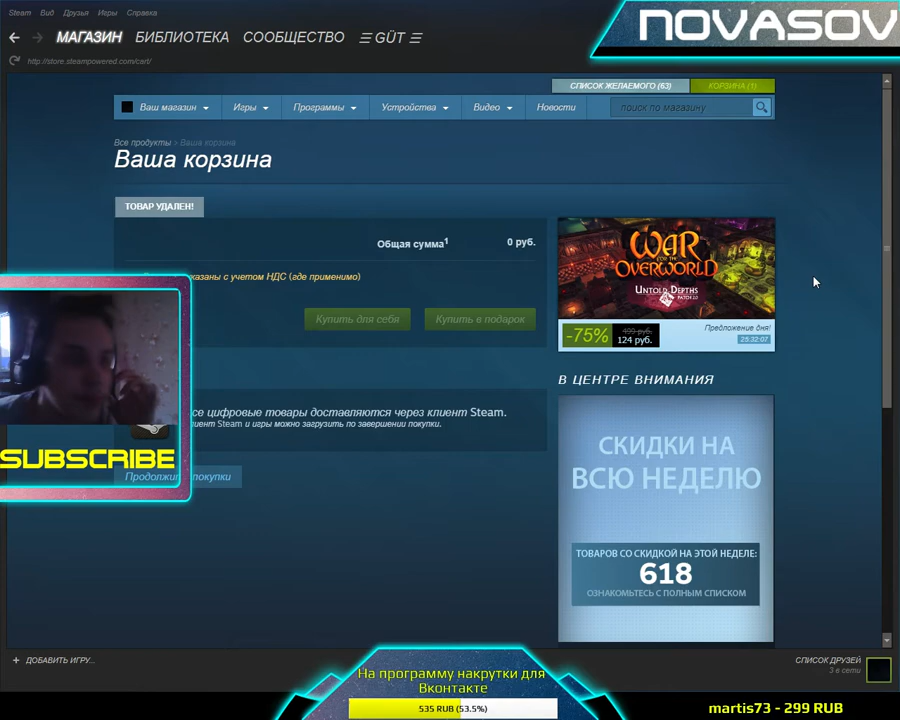 Steam Вид Друзья Игры Справка
NOVASOV
МАГАЗИН БИБЛИОТЕКА СООБЩЕСТВО GÜT
http://store.steampowered.com/cart/
СПИСОК ЖЕЛАЕМОГО (63) КОРЗИНА (1)
Ваш магазин Игры Программы Устройства Видео Новости поиск по магазину
Все продукты > Ваша корзина
Ваша корзина
ТОВАР УДАЛЕН!
Общая сумма1 0 руб.
казаны с учетом НДС (где применимо)
Купить для себя Купить в подарок
WAR FOR THE OVERWORLD
UNTOLD DEPTHS
PATCH 2.0
-75% 499 руб. 124 руб.
Предложение дня!
25:32:07
В ЦЕНТРЕ ВНИМАНИЯ
СКИДКИ НА
ВСЮ НЕДЕЛЮ
ТОВАРОВ СО СКИДКОЙ НА ЭТОЙ НЕДЕЛЕ:
618
ОЗНАКОМЬТЕСЬ С ПОЛНЫМ СПИСКОМ
се цифровые товары доставляются через клиент Steam.
иент Steam и игры можно загрузить по завершении покупки.
SUBSCRIBE
Продолжит покупки
+ ДОБАВИТЬ ИГРУ...
СПИСОК ДРУЗЕЙ
3 в сети
На программу накрутки для
Вконтакте
535 RUB (53.5%)
martis73 - 299 RUB